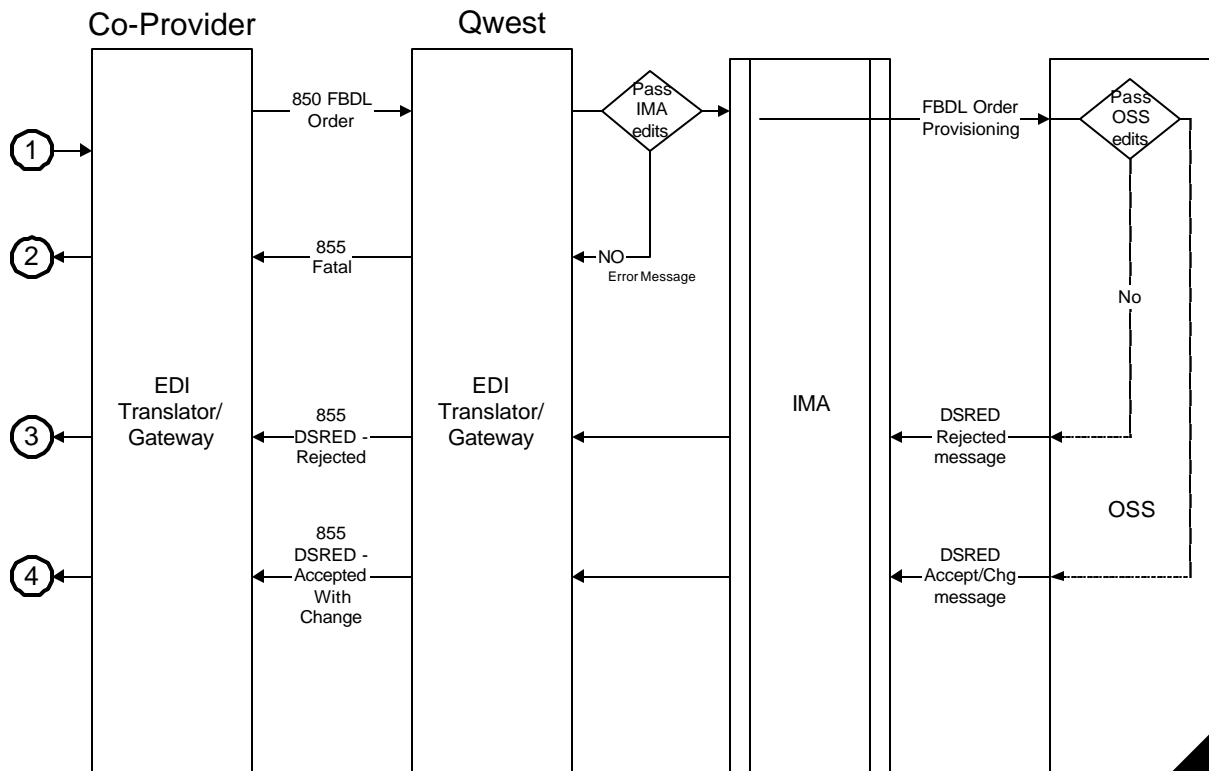 Co-Provider
Qwest
850 FBDL
Order
Pass
IMA
edits
FBDL Order
Provisioning
Pass
OSS
edits
1
2
855
Fatal
NO
Error Message
No
EDI
Translator/
Gateway
EDI
Translator/
Gateway
IMA
3
855
DSRED -
Rejected
DSRED
Rejected
message
OSS
4
855
DSRED -
Accepted
With
Change
DSRED
Accept/Chg
message